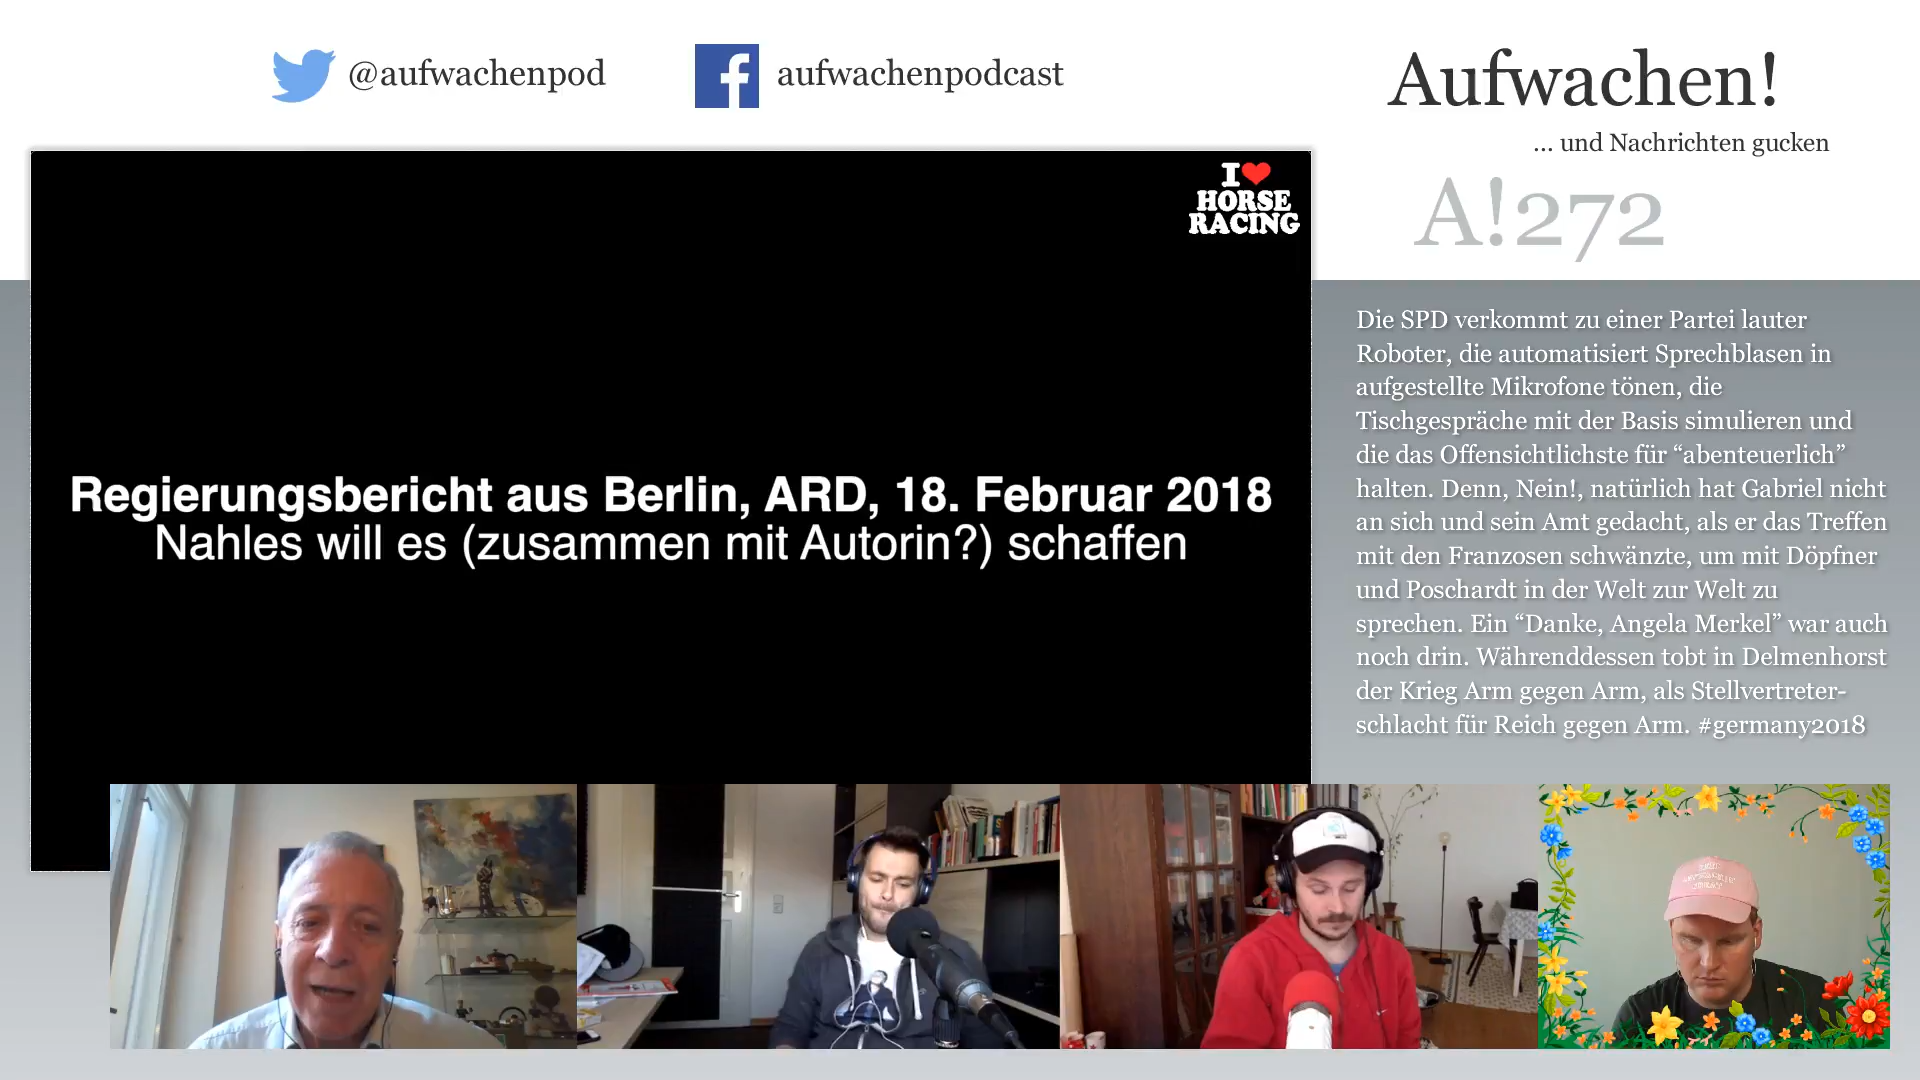 @aufwachenpod
aufwachenpodcast
Aufwachen!
... und Nachrichten gucken
A!272
I
HORSE
RACING
Regierungsbericht aus Berlin, ARD, 18. Februar 2018
Nahles will es (zusammen mit Autorin?) schaffen
Die SPD verkommt zu einer Partei lauter
Roboter, die automatisiert Sprechblasen in
aufgestellte Mikrofone tönen, die
Tischgespräche mit der Basis simulieren und
die das Offensichtlichste für “abenteuerlich”
halten. Denn, Nein!, natürlich hat Gabriel nicht
an sich und sein Amt gedacht, als er das Treffen
mit den Franzosen schwänzte, um mit Döpfner
und Poschardt in der Welt zur Welt zu
sprechen. Ein “Danke, Angela Merkel” war auch
noch drin. Währenddessen tobt in Delmenhorst
der Krieg Arm gegen Arm, als Stellvertreter-
schlacht für Reich gegen Arm. #germany2018